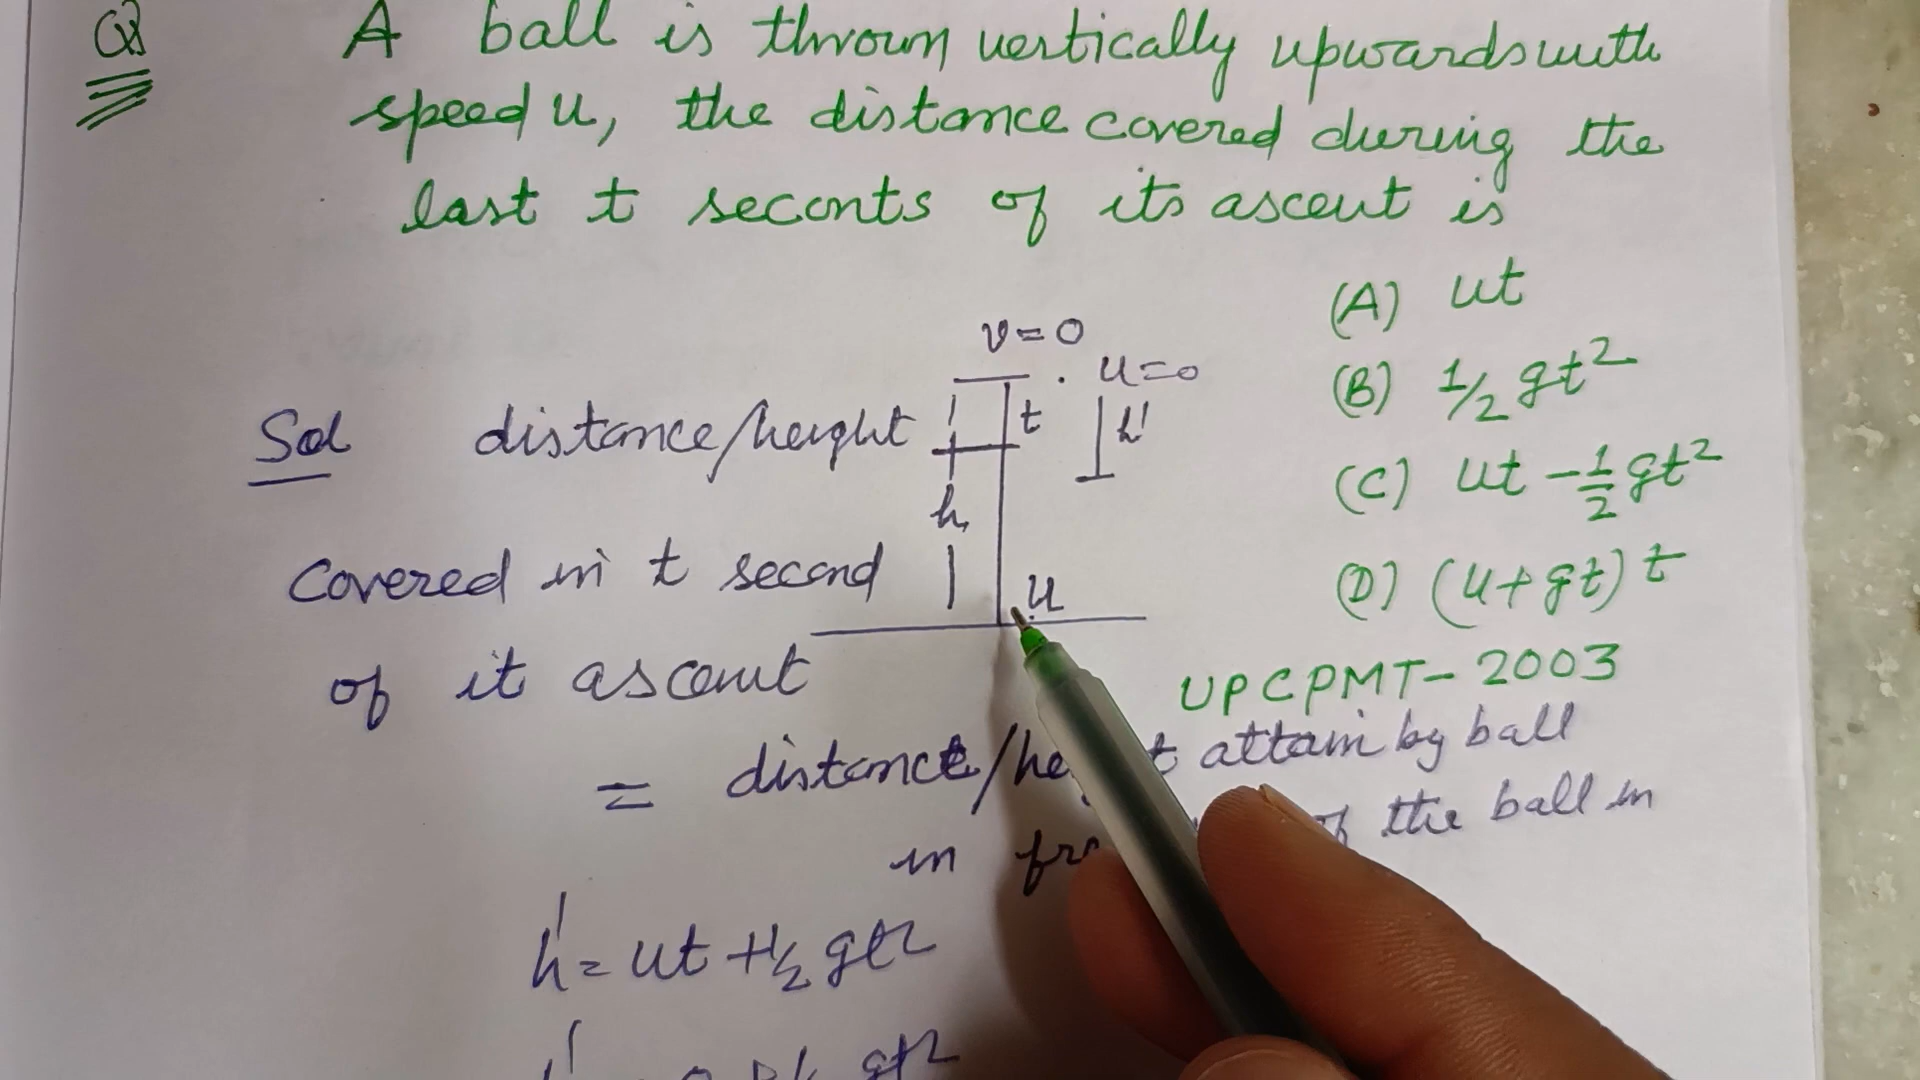 Q
A ball is thrown vertically upwards with
speed u, the distance covered during the
last t seconts of its ascent is
(A) ut
(B) 1/2 gt²
(C) ut - 1/2 gt²
(D) (u+gt) t
UPCPMT-2003
v=0
u=0
t
h'
h
u
Sol distance/height
Covered in t second
of it ascent
= distance/ attain by ball
in of the ball in
h' = ut + 1/2 gt²